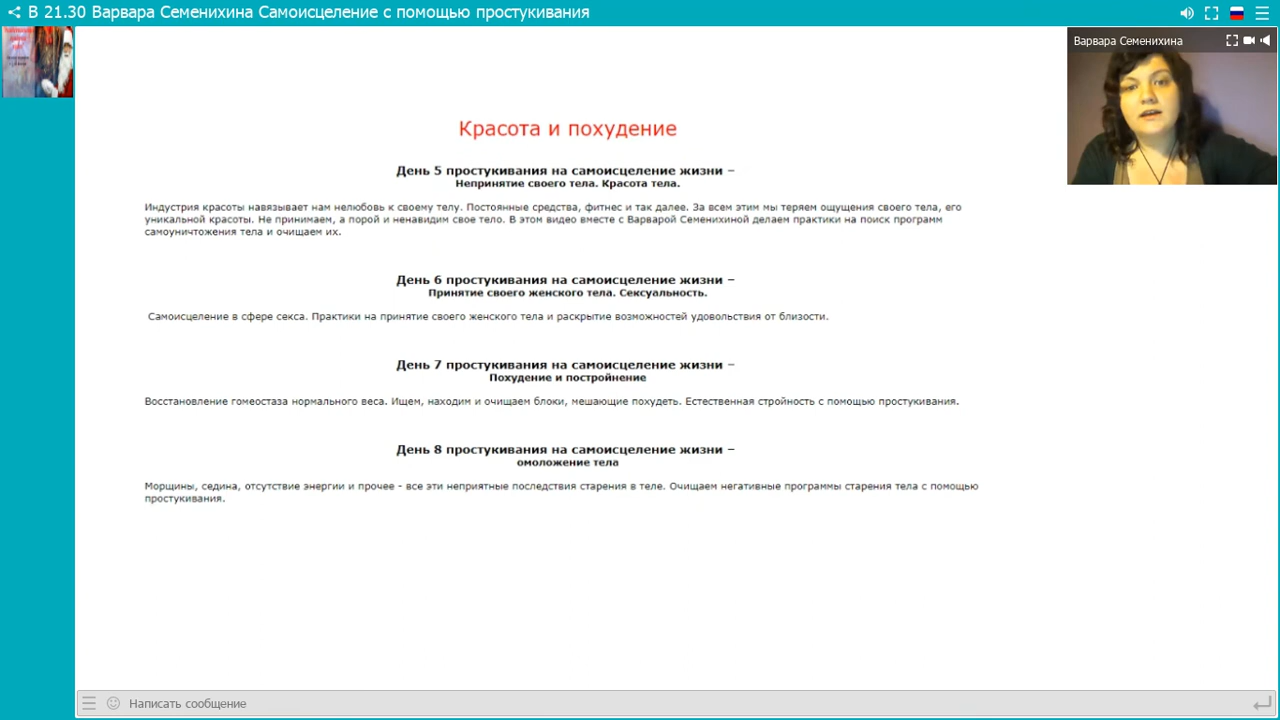 В 21.30 Варвара Семенихина Самоисцеление с помощью простукивания
Варвара Семенихина
Красота и похудение
День 5 простукивания на самоисцеление жизни –
Непринятие своего тела. Красота тела.
Индустрия красоты навязывает нам нелюбовь к своему телу. Постоянные средства, фитнес и так далее. За всем этим мы теряем ощущения своего тела, его
уникальной красоты. Не принимаем, а порой и ненавидим свое тело. В этом видео вместе с Варварой Семенихиной делаем практики на поиск программ
самоуничтожения тела и очищаем их.
День 6 простукивания на самоисцеление жизни –
Принятие своего женского тела. Сексуальность.
Самоисцеление в сфере секса. Практики на принятие своего женского тела и раскрытие возможностей удовольствия от близости.
День 7 простукивания на самоисцеление жизни –
Похудение и постройнение
Восстановление гомеостаза нормального веса. Ищем, находим и очищаем блоки, мешающие похудеть. Естественная стройность с помощью простукивания.
День 8 простукивания на самоисцеление жизни –
омоложение тела
Морщины, седина, отсутствие энергии и прочее - все эти неприятные последствия старения в теле. Очищаем негативные программы старения тела с помощью
простукивания.
Написать сообщение